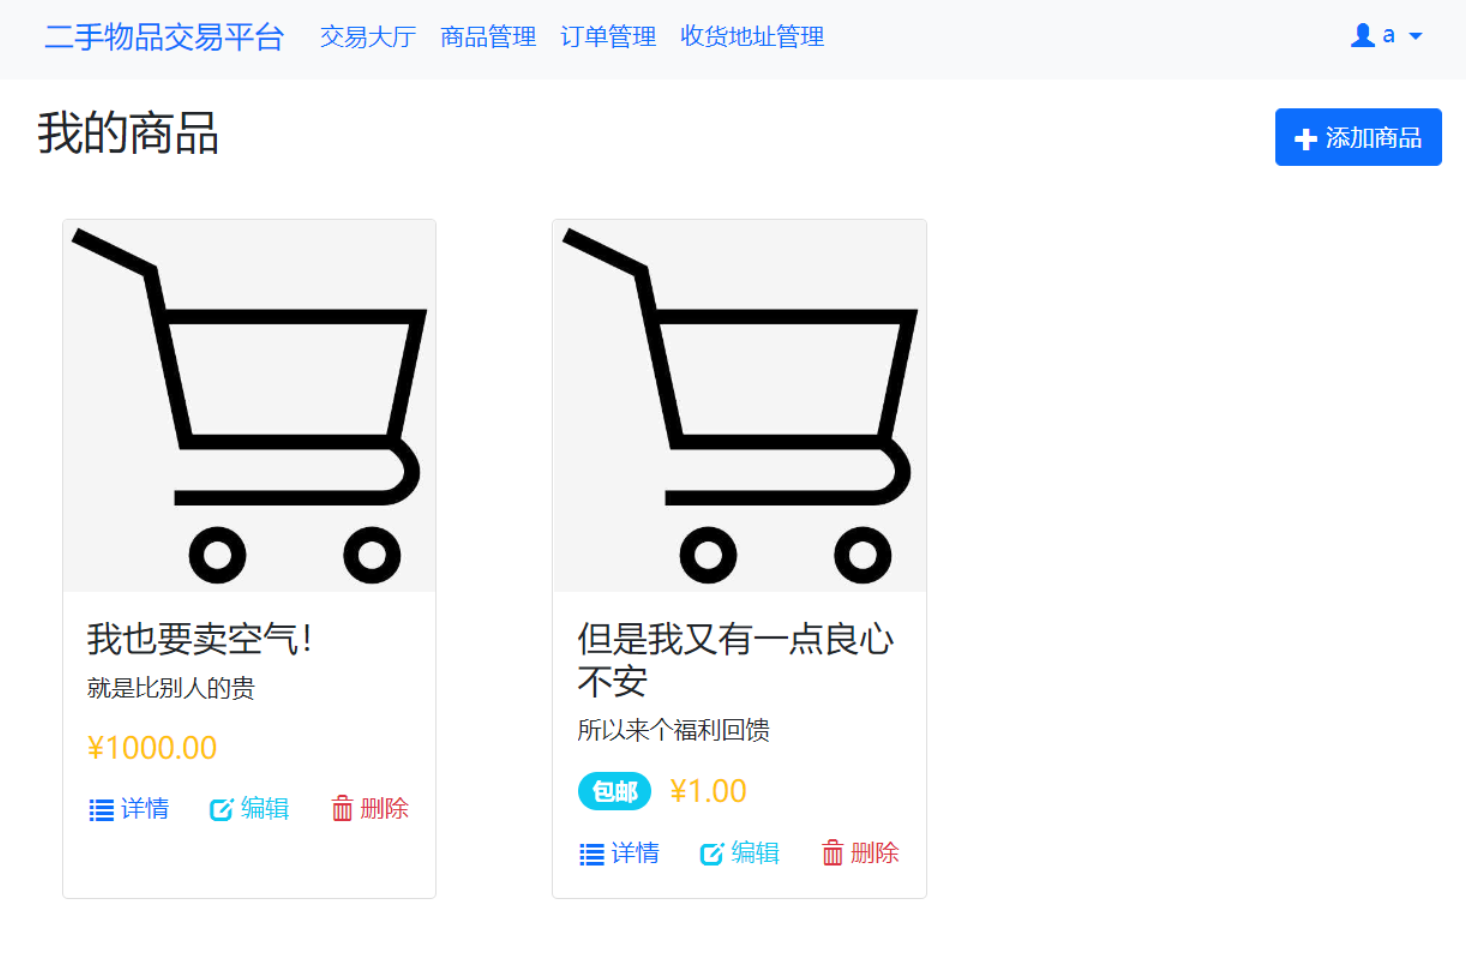 二手物品交易平台 交易大厅 商品管理 订单管理 收货地址管理 a
我的商品
添加商品
我也要卖空气！
就是比别人的贵
¥1000.00
详情 编辑 删除
但是我又有一点良心
不安
所以来个福利回馈
包邮 ¥1.00
详情 编辑 删除